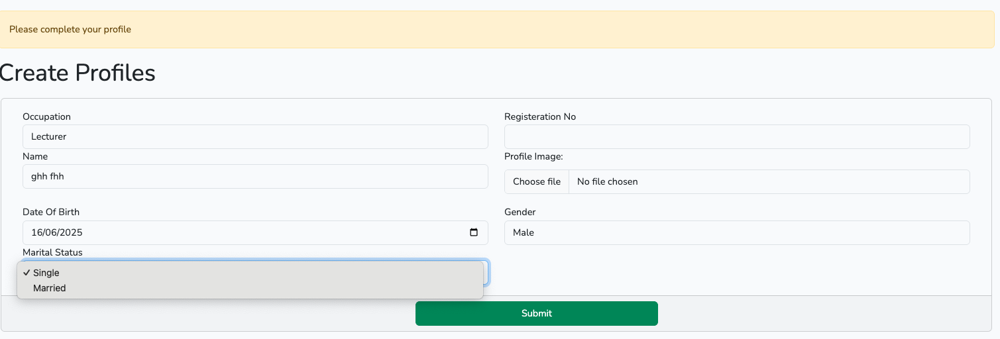 Please complete your profile
Create Profiles
Occupation
Registeration No
Lecturer
Name
Profile Image:
ghh fhh
Choose file No file chosen
Date Of Birth
Gender
16/06/2025
Male
Marital Status
✓ Single
Married
Submit